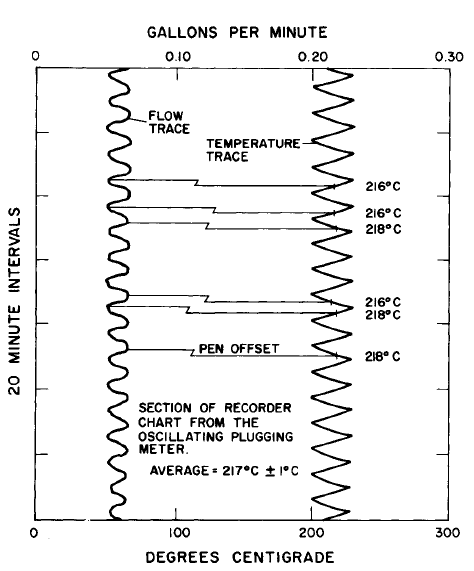 GALLONS PER MINUTE
0 0.10 0.20 0.30
FLOW
TRACE
TEMPERATURE
TRACE
216°C
216°C
218°C
216°C
218°C
PEN OFFSET
218°C
20 MINUTE INTERVALS
SECTION OF RECORDER
CHART FROM THE
OSCILLATING PLUGGING
METER.
AVERAGE = 217°C ± 1°C
0 100 200 300
DEGREES CENTIGRADE